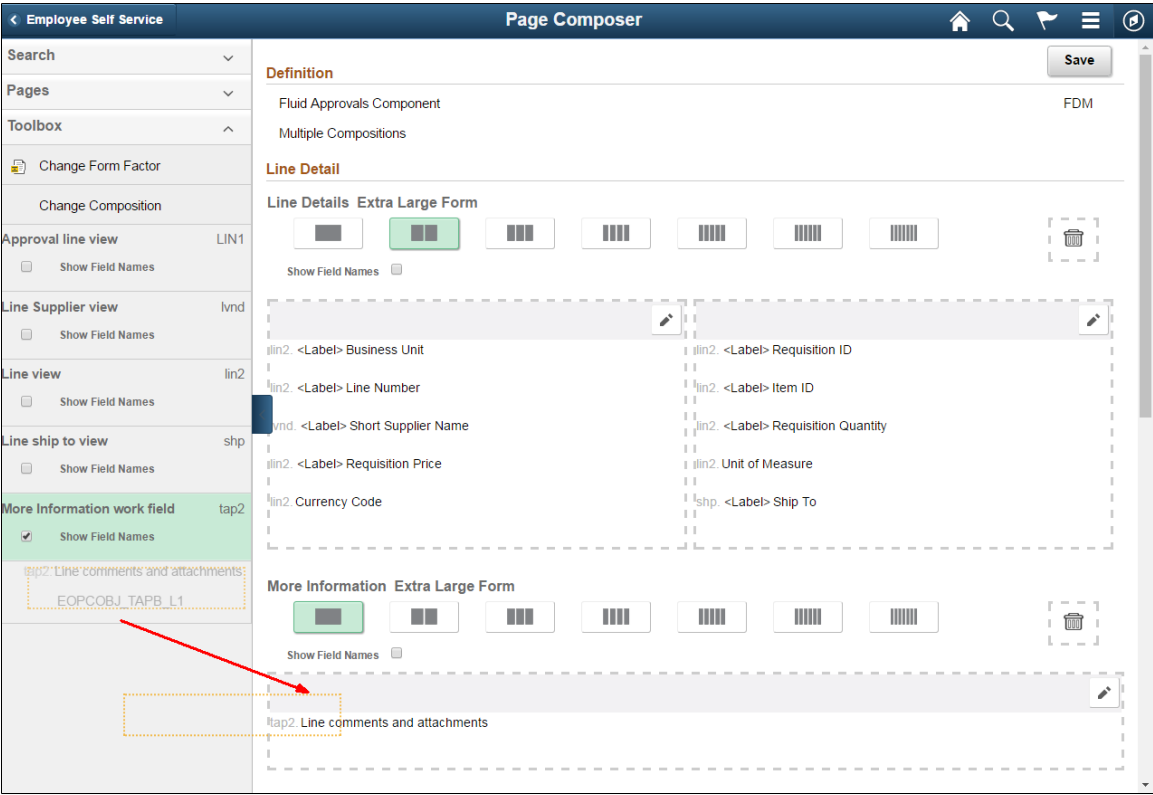 Employee Self Service
Page Composer
Search
Pages
Toolbox
Change Form Factor
Change Composition
Approval line view LIN1
Show Field Names
Line Supplier view lvnd
Show Field Names
Line view lin2
Show Field Names
Line ship to view shp
Show Field Names
More Information work field tap2
Show Field Names
tap2. Line comments and attachments
EOPCOBJ_TAPB_L1
Save
Definition
Fluid Approvals Component FDM
Multiple Compositions
Line Detail
Line Details Extra Large Form
Show Field Names
lin2. <Label> Business Unit
lin2. <Label> Line Number
lvnd. <Label> Short Supplier Name
lin2. <Label> Requisition Price
lin2. Currency Code
lin2. <Label> Requisition ID
lin2. <Label> Item ID
lin2. <Label> Requisition Quantity
lin2. Unit of Measure
shp. <Label> Ship To
More Information Extra Large Form
Show Field Names
tap2. Line comments and attachments